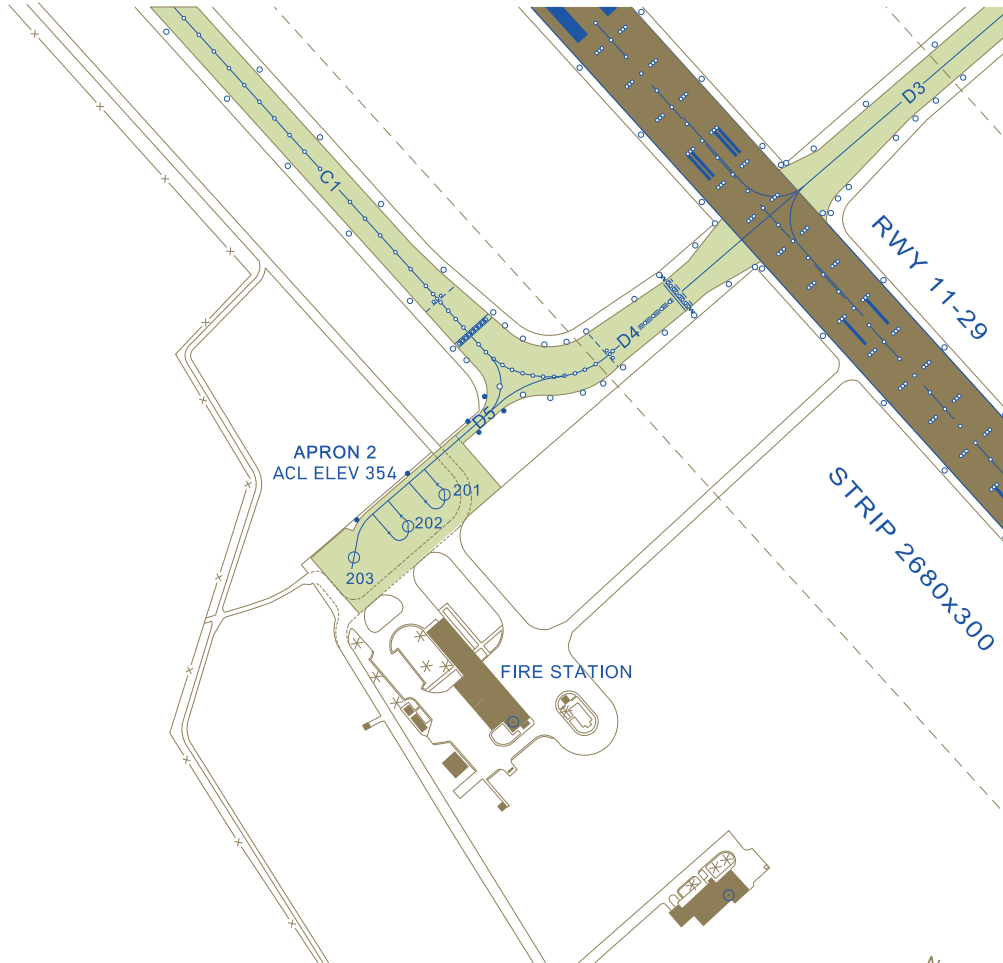 D3
C1
RWY 11-29
D4
D5
APRON 2
ACL ELEV 354
201
202
203
STRIP 2680x300
FIRE STATION